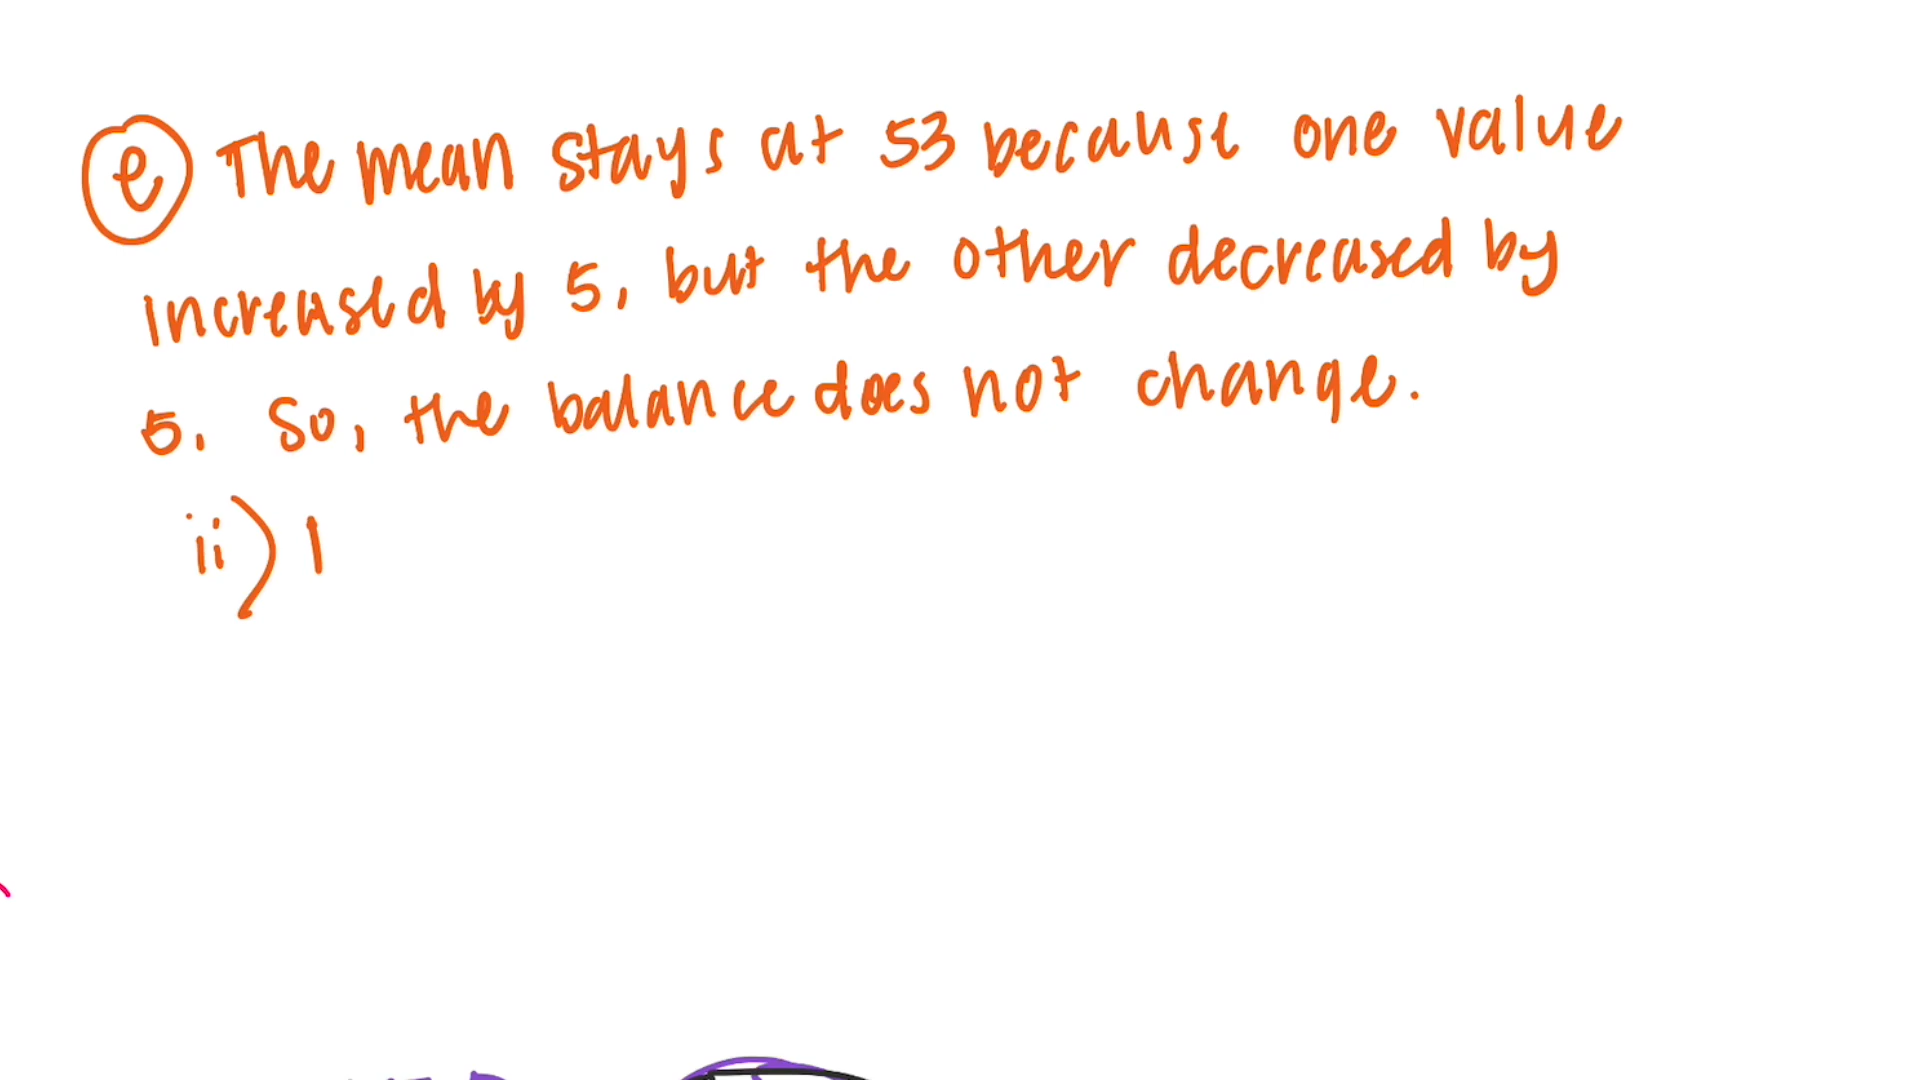 e The mean stays at 53 because one value
increased by 5, but the other decreased by
5. So, the balance does not change.
ii) I